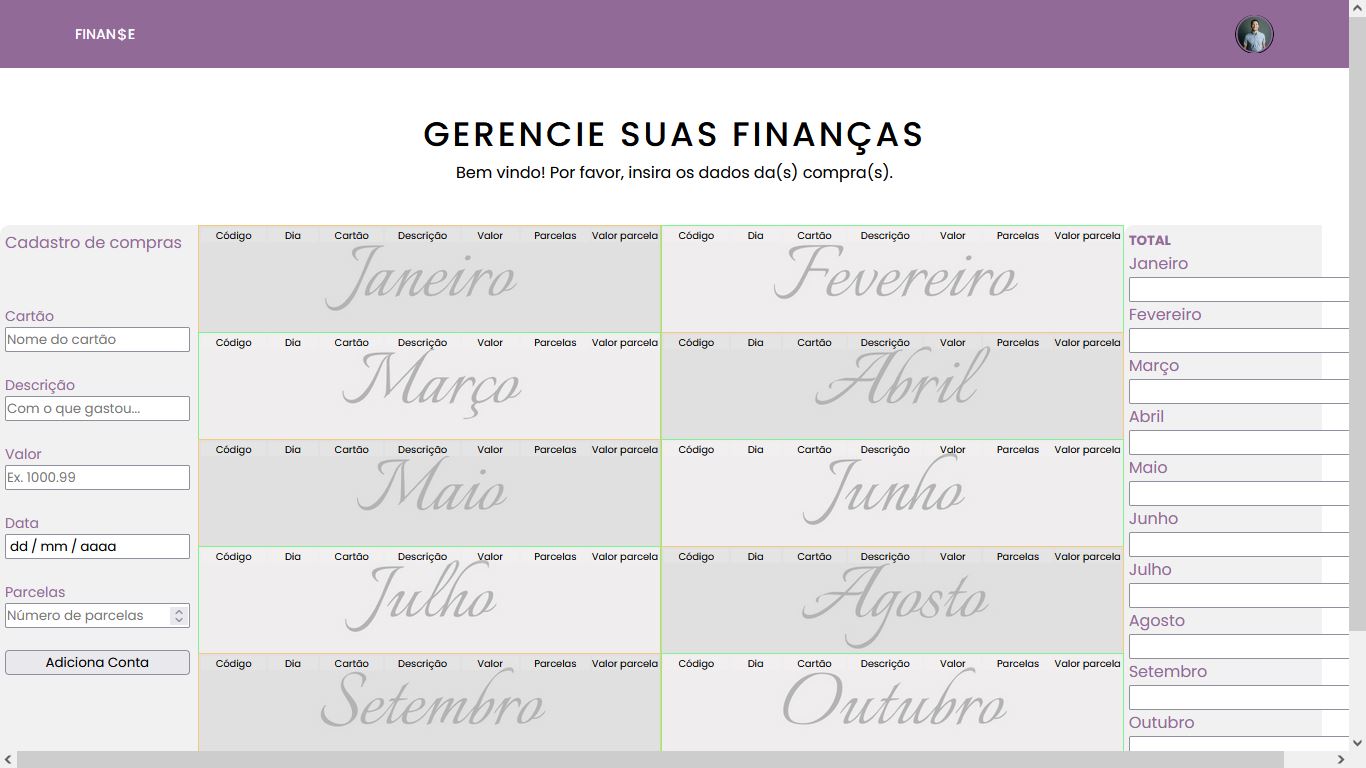 FINAN$E
GERENCIE SUAS FINANÇAS
Bem vindo! Por favor, insira os dados da(s) compra(s).
Cadastro de compras
Cartão
Nome do cartão
Descrição
Com o que gastou...
Valor
Ex. 1000.99
Data
dd / mm / aaaa
Parcelas
Número de parcelas
Adiciona Conta
Código Dia Cartão Descrição Valor Parcelas Valor parcela
Janeiro
Código Dia Cartão Descrição Valor Parcelas Valor parcela
Fevereiro
Código Dia Cartão Descrição Valor Parcelas Valor parcela
Março
Código Dia Cartão Descrição Valor Parcelas Valor parcela
Abril
Código Dia Cartão Descrição Valor Parcelas Valor parcela
Maio
Código Dia Cartão Descrição Valor Parcelas Valor parcela
Junho
Código Dia Cartão Descrição Valor Parcelas Valor parcela
Julho
Código Dia Cartão Descrição Valor Parcelas Valor parcela
Agosto
Código Dia Cartão Descrição Valor Parcelas Valor parcela
Setembro
Código Dia Cartão Descrição Valor Parcelas Valor parcela
Outubro
TOTAL
Janeiro
Fevereiro
Março
Abril
Maio
Junho
Julho
Agosto
Setembro
Outubro